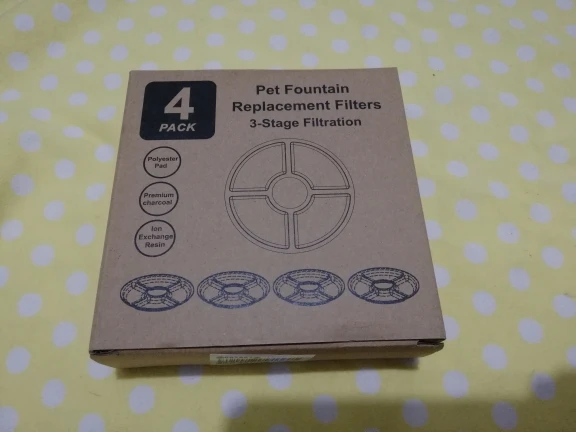 4
PACK
Pet Fountain
Replacement Filters
3-Stage Filtration
Polyester
Pad
Premium
charcoal
Ion
Exchange
Resin